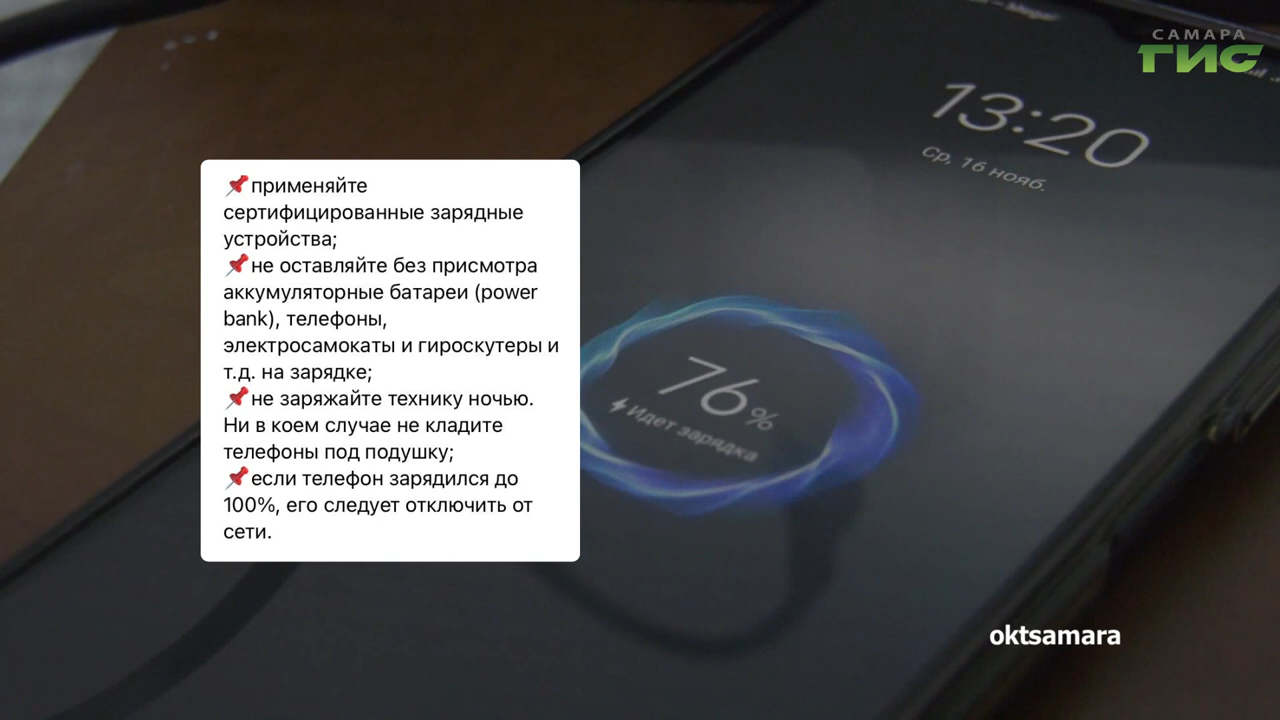 САМАРА
ГИС
13:20
Ср, 16 нояб.
📌применяйте
сертифицированные зарядные
устройства;
📌не оставляйте без присмотра
аккумуляторные батареи (power
bank), телефоны,
электросамокаты и гироскутеры и
т.д. на зарядке;
📌не заряжайте технику ночью.
Ни в коем случае не кладите
телефоны под подушку;
📌если телефон зарядился до
100%, его следует отключить от
сети.
76%
Идет зарядка
oktsamara